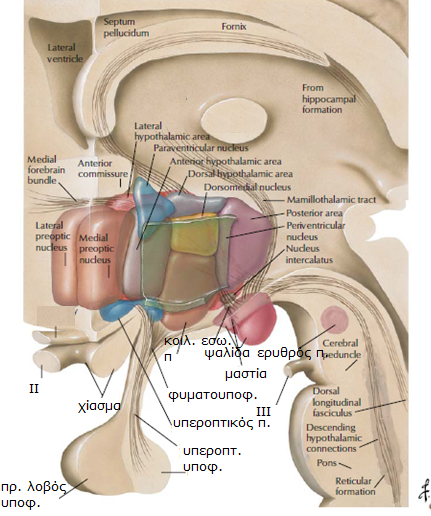 Septum
pellucidum
Fornix
Lateral
ventricle
From
hippocampal
formation
Lateral
hypothalamic area
Paraventricular nucleus
Anterior hypothalamic area
Dorsal hypothalamic area
Dorsomedial nucleus
Medial
forebrain
bundle
Anterior
commissure
Mamillothalamic tract
Posterior area
Periventricular
nucleus
Nucleus
intercalatus
Lateral
preoptic
nucleus
Medial
preoptic
nucleus
κοιλ. εσω.
π
ψαλίδα
ερυθρός π.
μαστία
Cerebral
peduncle
II
χίασμα
φυματουποφ.
III
υπεροπτικός π.
Dorsal
longitudinal
fasciculus
Descending
hypothalamic
connections
υπεροπτ.
υποφ.
Pons
Reticular
formation
πρ. λοβός
υποφ.